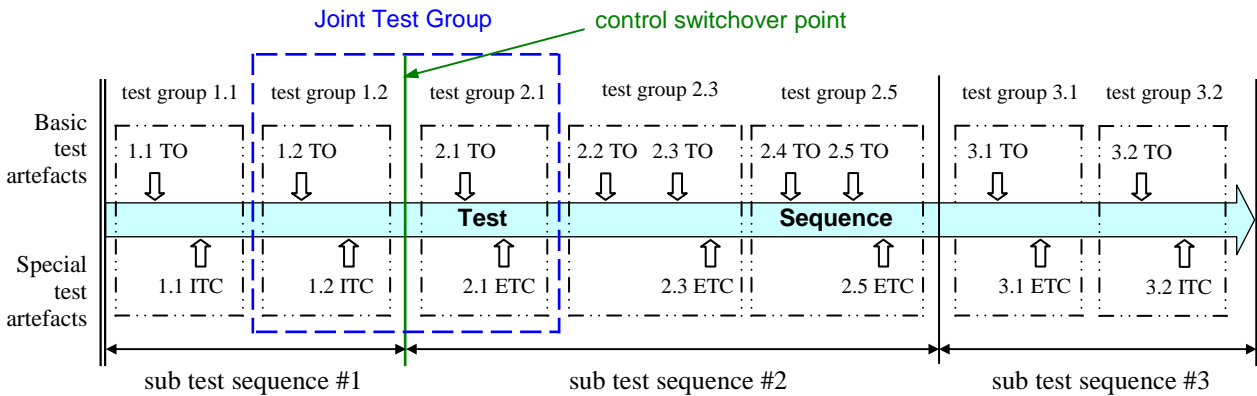 Joint Test Group
control switchover point
test group 1.1
test group 1.2
test group 2.1
test group 2.3
test group 2.5
test group 3.1
test group 3.2
Basic
test
artefacts
1.1 TO
1.2 TO
2.1 TO
2.2 TO
2.3 TO
2.4 TO
2.5 TO
3.1 TO
3.2 TO
Test
Sequence
Special
test
artefacts
1.1 ITC
1.2 ITC
2.1 ETC
2.3 ETC
2.5 ETC
3.1 ETC
3.2 ITC
sub test sequence #1
sub test sequence #2
sub test sequence #3